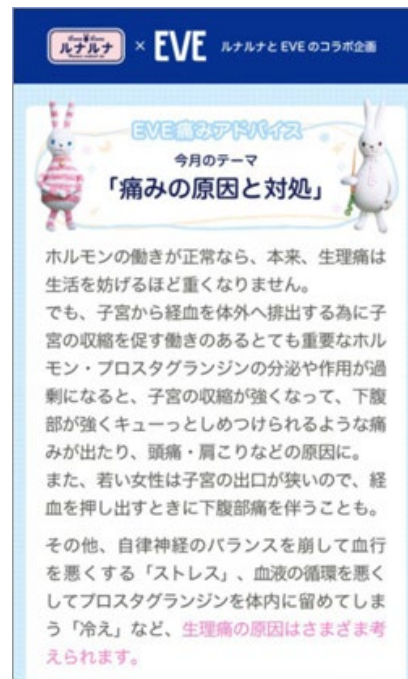 ルナルナ × EVE ルナルナとEVEのコラボ企画
EVE痛みアドバイス
今月のテーマ
「痛みの原因と対処」
ホルモンの働きが正常なら、本来、生理痛は
生活を妨げるほど重くなりません。
でも、子宮から経血を体外へ排出する為に子
宮の収縮を促す働きのあるとても重要なホル
モン・プロスタグランジンの分泌や作用が過
剰になると、子宮の収縮が強くなって、下腹
部が強くキューっとしめつけられるような痛
みが出たり、頭痛・肩こりなどの原因に。
また、若い女性は子宮の出口が狭いので、経
血を押し出すときに下腹部痛を伴うことも。
その他、自律神経のバランスを崩して血行
を悪くする「ストレス」、血液の循環を悪く
してプロスタグランジンを体内に留めてしま
う「冷え」など、生理痛の原因はさまざま考
えられます。